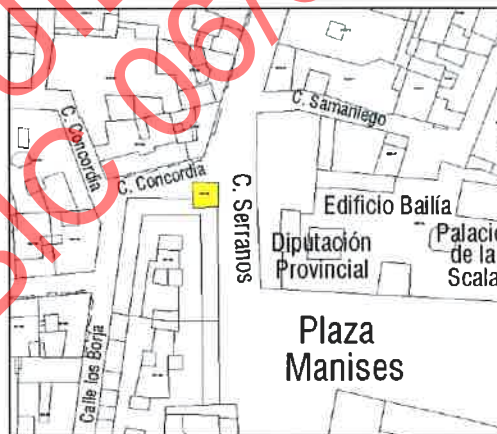 C. Samaniego
C. Concordia
C. Concordia
C. Serranos
Edificio Bailía
Diputación
Provincial
Palacio
de la
Scala
Plaza
Manises
Calle los Borja